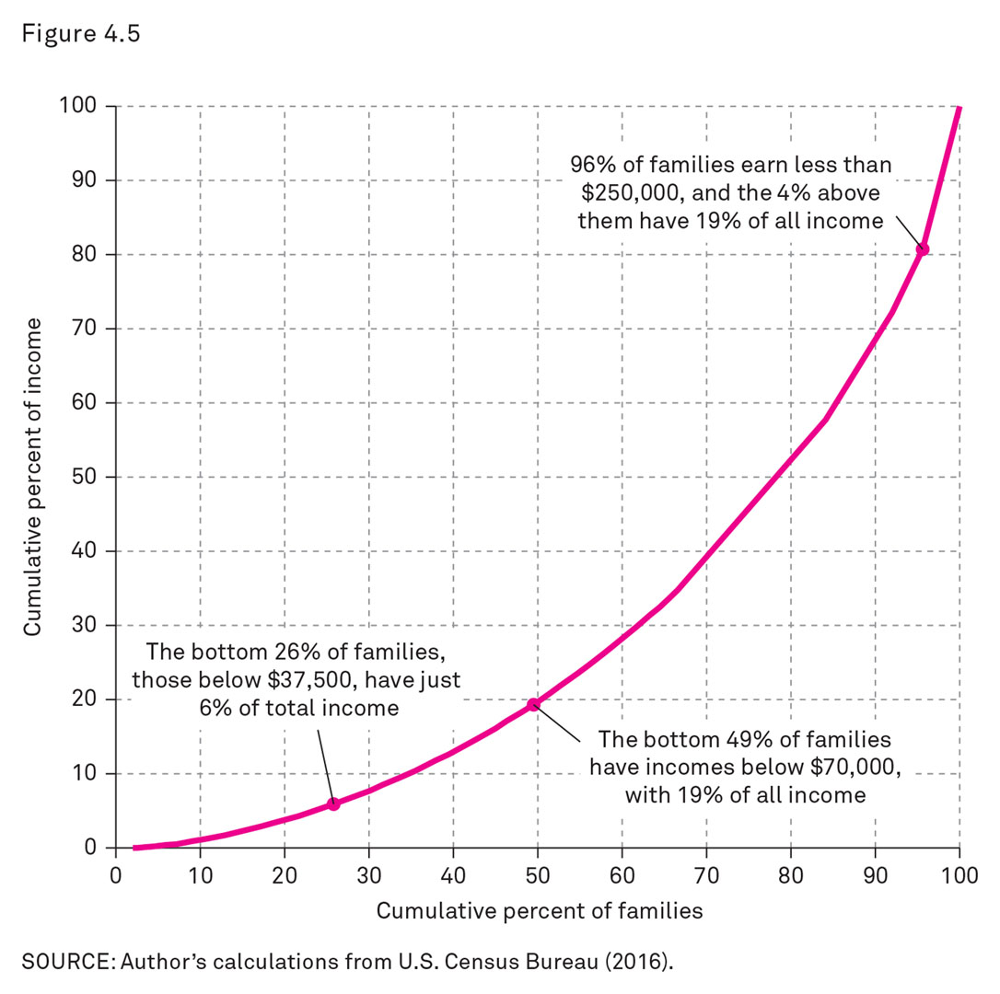 Figure 4.5
100
90
80
70
60
50
40
30
20
10
0
Cumulative percent of income
96% of families earn less than
$250,000, and the 4% above
them have 19% of all income
The bottom 26% of families,
those below $37,500, have just
6% of total income
The bottom 49% of families
have incomes below $70,000,
with 19% of all income
0 10 20 30 40 50 60 70 80 90 100
Cumulative percent of families
SOURCE: Author’s calculations from U.S. Census Bureau (2016).